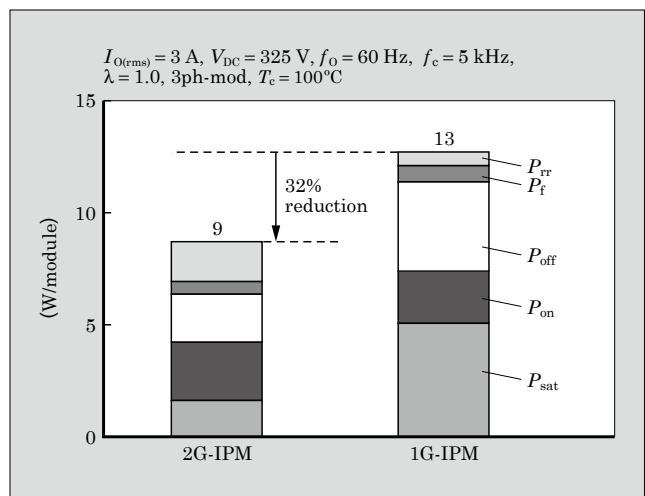 I_O(rms) = 3 A, V_DC = 325 V, f_O = 60 Hz, f_c = 5 kHz,
λ = 1.0, 3ph-mod, T_c = 100°C
(W/module)
15
10
5
0
9
13
32%
reduction
P_rr
P_f
P_off
P_on
P_sat
2G-IPM
1G-IPM